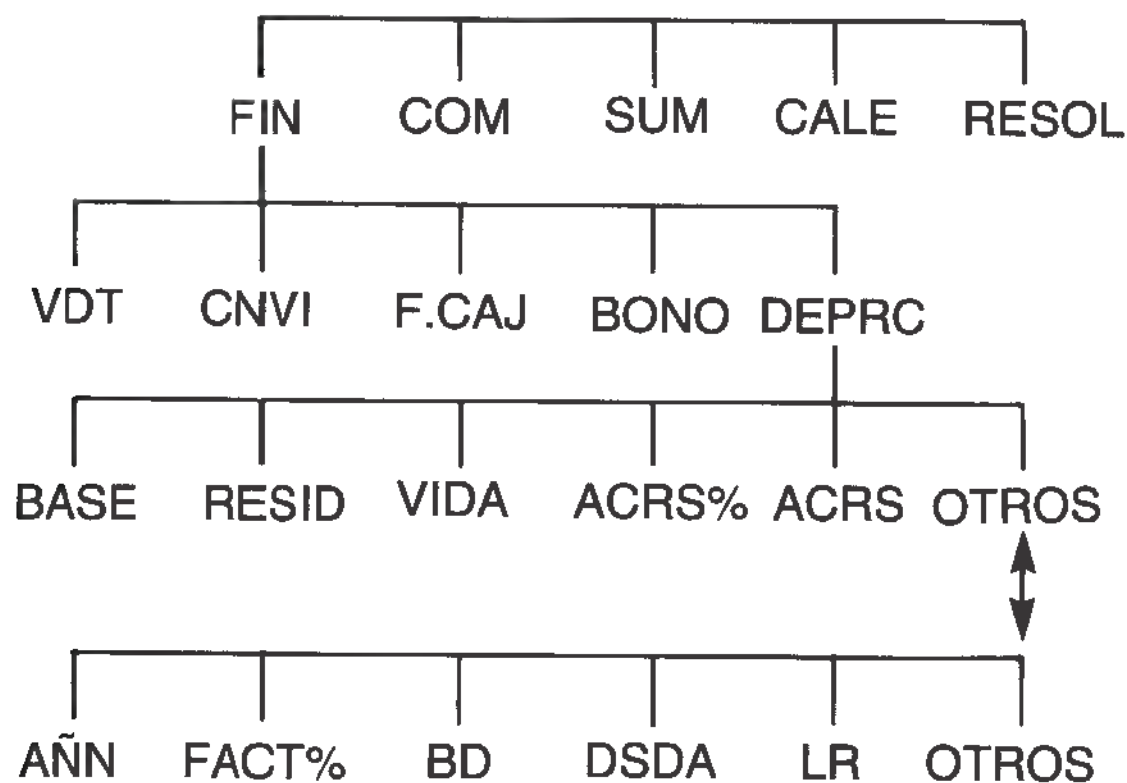 FIN COM SUM CALE RESOL
VDT CNVI F.CAJ BONO DEPRC
BASE RESID VIDA ACRS% ACRS OTROS
AÑN FACT% BD DSDA LR OTROS